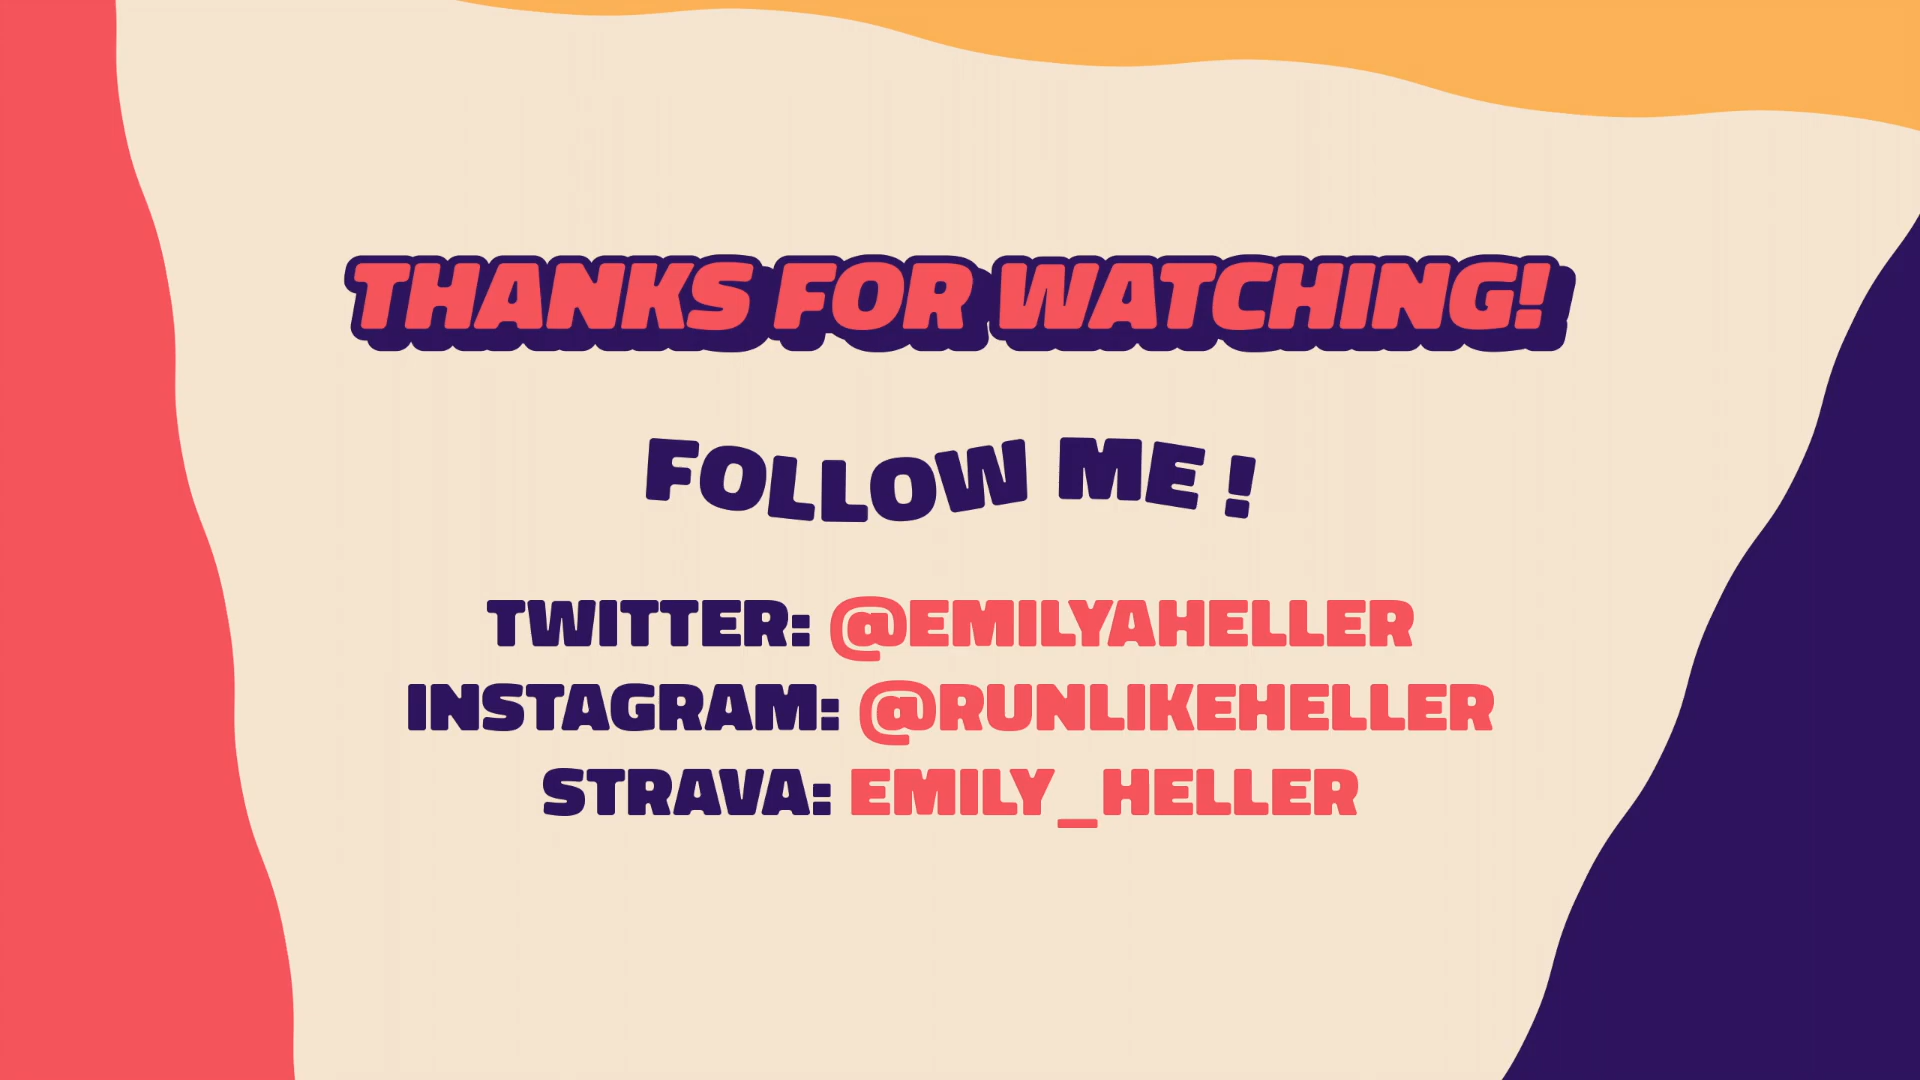 THANKS FOR WATCHING!
FOLLOW ME !
TWITTER: @EMILYAHELLER
INSTAGRAM: @RUNLIKEHELLER
STRAVA: EMILY_HELLER